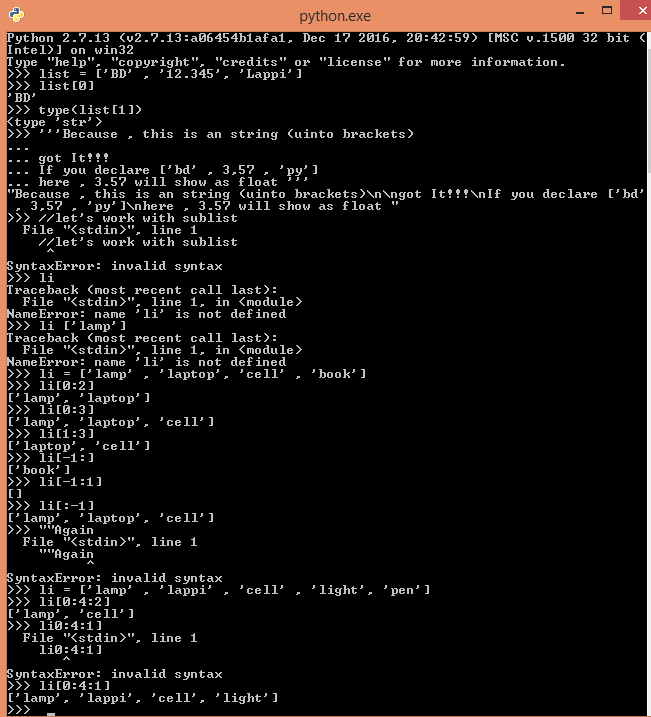 python.exe
Python 2.7.13 (v2.7.13:a06454b1afa1, Dec 17 2016, 20:42:59) [MSC v.1500 32 bit (
Intel)] on win32
Type "help", "copyright", "credits" or "license" for more information.
>>> list = ['BD' , '12.345', 'Lappi']
>>> list[0]
'BD'
>>> type(list[1])
<type 'str'>
>>> '''Because , this is an string (uinto brackets)
...
... got It!!!
... If you declare ['bd' , 3,57 , 'py']
... here , 3.57 will show as float '''
"Because , this is an string (uinto brackets)\n\ngot It!!!\nIf you declare ['bd'
 , 3,57 , 'py']\nhere , 3.57 will show as float "
>>> //let's work with sublist
  File "<stdin>", line 1
    //let's work with sublist
     ^
SyntaxError: invalid syntax
>>> li
Traceback (most recent call last):
  File "<stdin>", line 1, in <module>
NameError: name 'li' is not defined
>>> li ['lamp']
Traceback (most recent call last):
  File "<stdin>", line 1, in <module>
NameError: name 'li' is not defined
>>> li = ['lamp' , 'laptop', 'cell' , 'book']
>>> li[0:2]
['lamp', 'laptop']
>>> li[0:3]
['lamp', 'laptop', 'cell']
>>> li[1:3]
['laptop', 'cell']
>>> li[-1:]
['book']
>>> li[-1:1]
[]
>>> li[:-1]
['lamp', 'laptop', 'cell']
>>> ""Again
  File "<stdin>", line 1
    ""Again
          ^
SyntaxError: invalid syntax
>>> li = ['lamp' , 'lappi' , 'cell' , 'light', 'pen']
>>> li[0:4:2]
['lamp', 'cell']
>>> li0:4:1]
  File "<stdin>", line 1
    li0:4:1]
       ^
SyntaxError: invalid syntax
>>> li[0:4:1]
['lamp', 'lappi', 'cell', 'light']
>>>